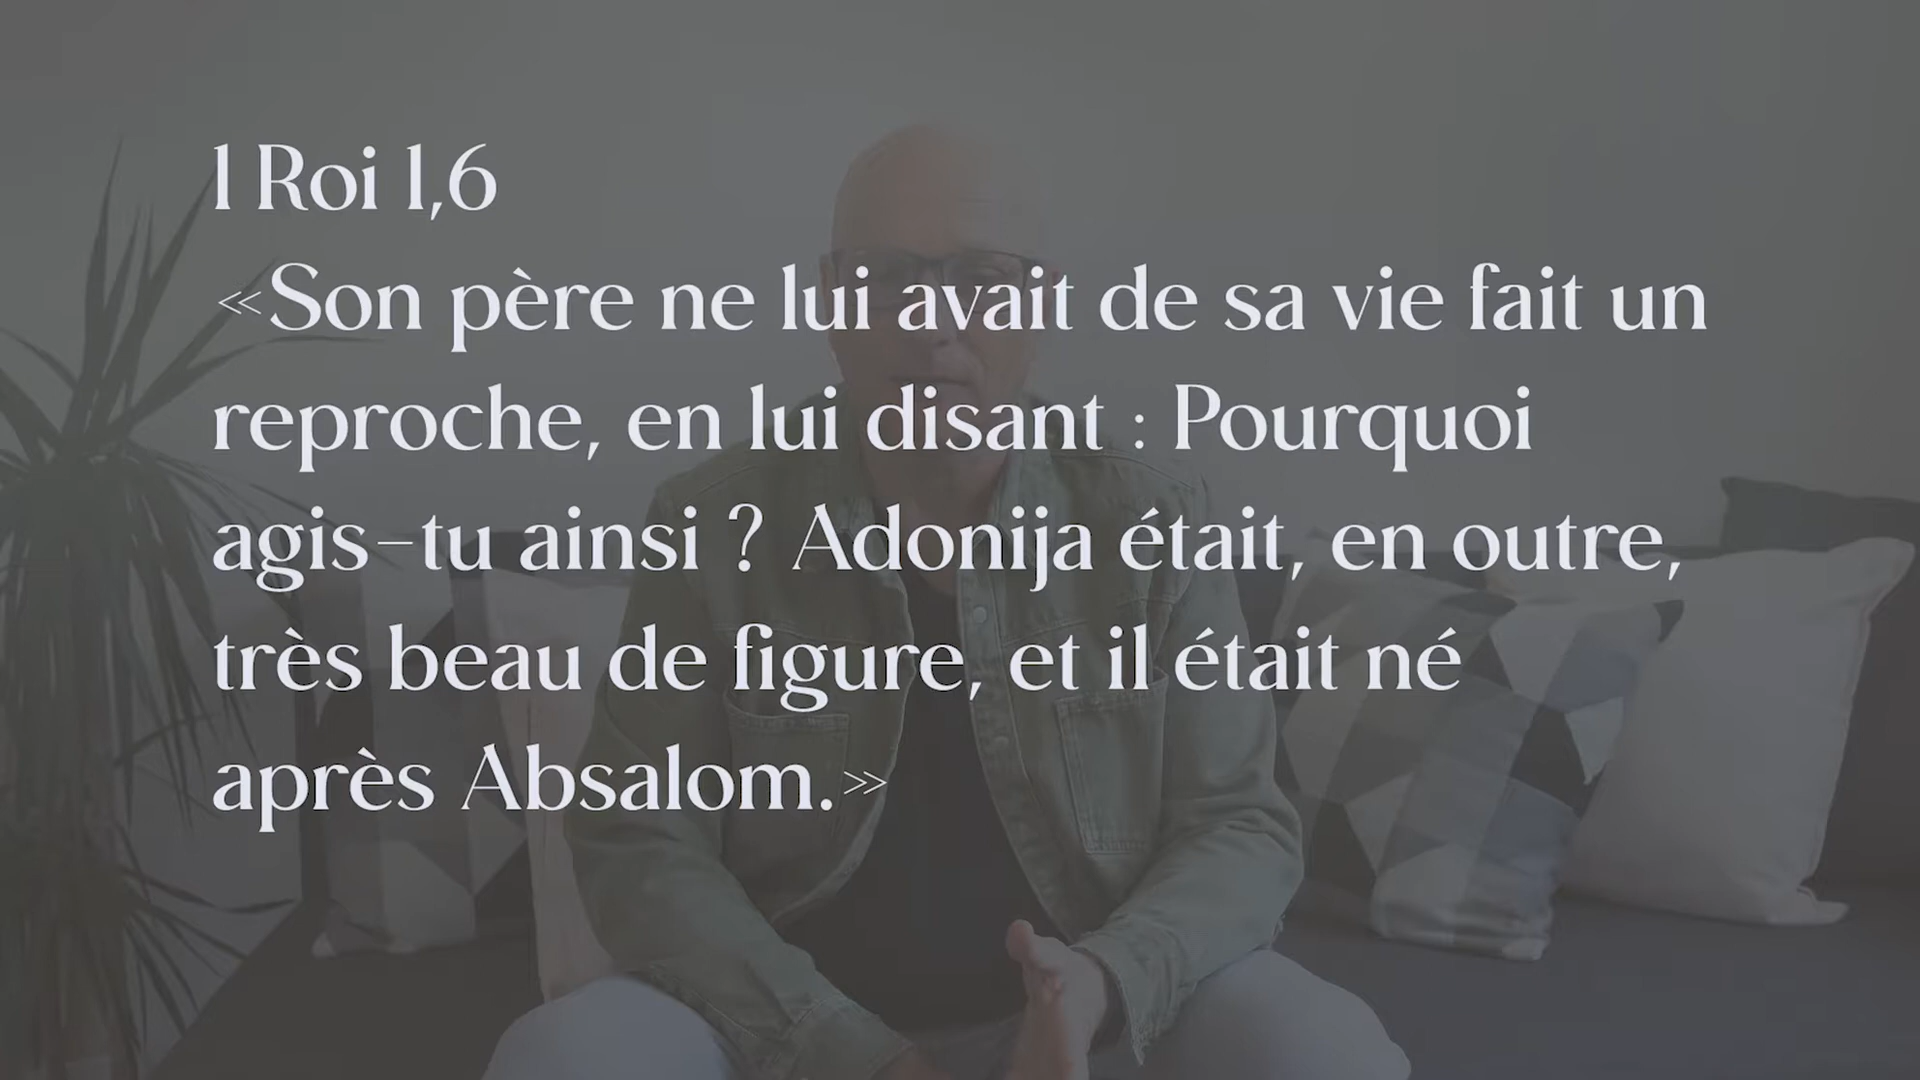 1 Roi 1,6
«Son père ne lui avait de sa vie fait un
reproche, en lui disant : Pourquoi
agis-tu ainsi ? Adonija était, en outre,
très beau de figure, et il était né
après Absalom.»